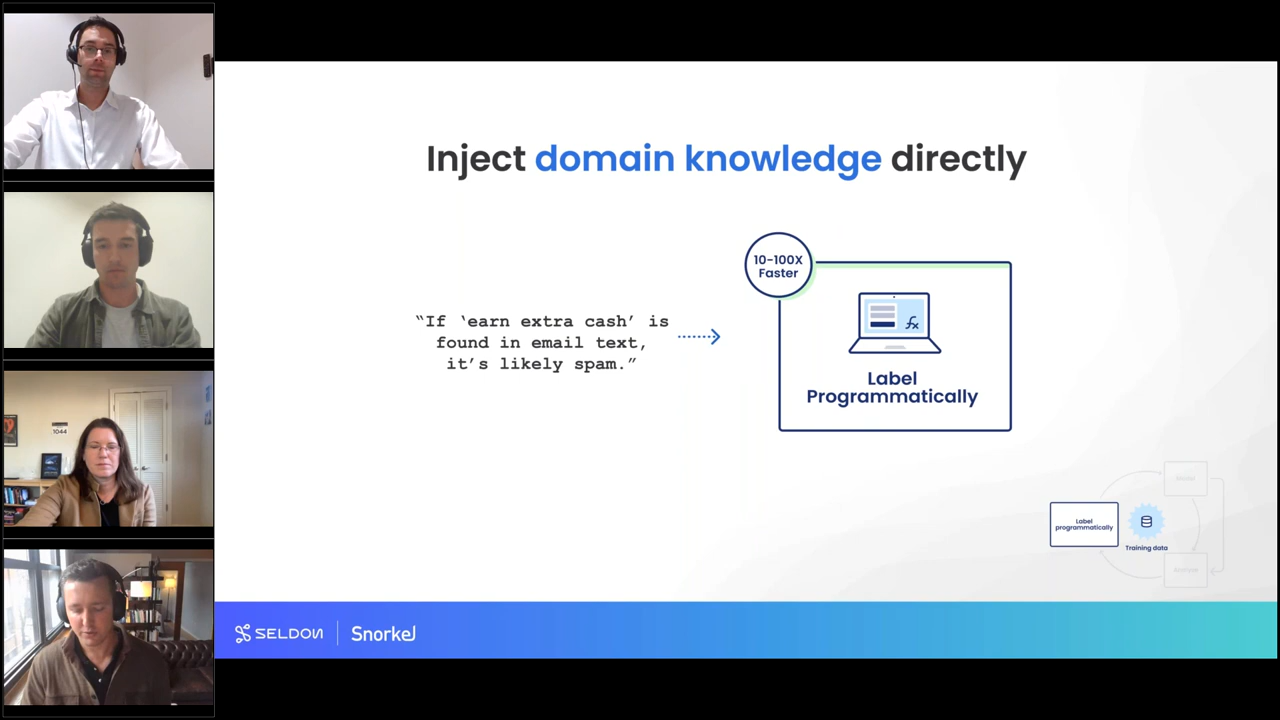 Inject domain knowledge directly
10-100X
Faster
“If ‘earn extra cash’ is
found in email text,
it’s likely spam.”
fx
Label
Programmatically
1044
Label
programmatically
Training data
SELDON
Snorkel